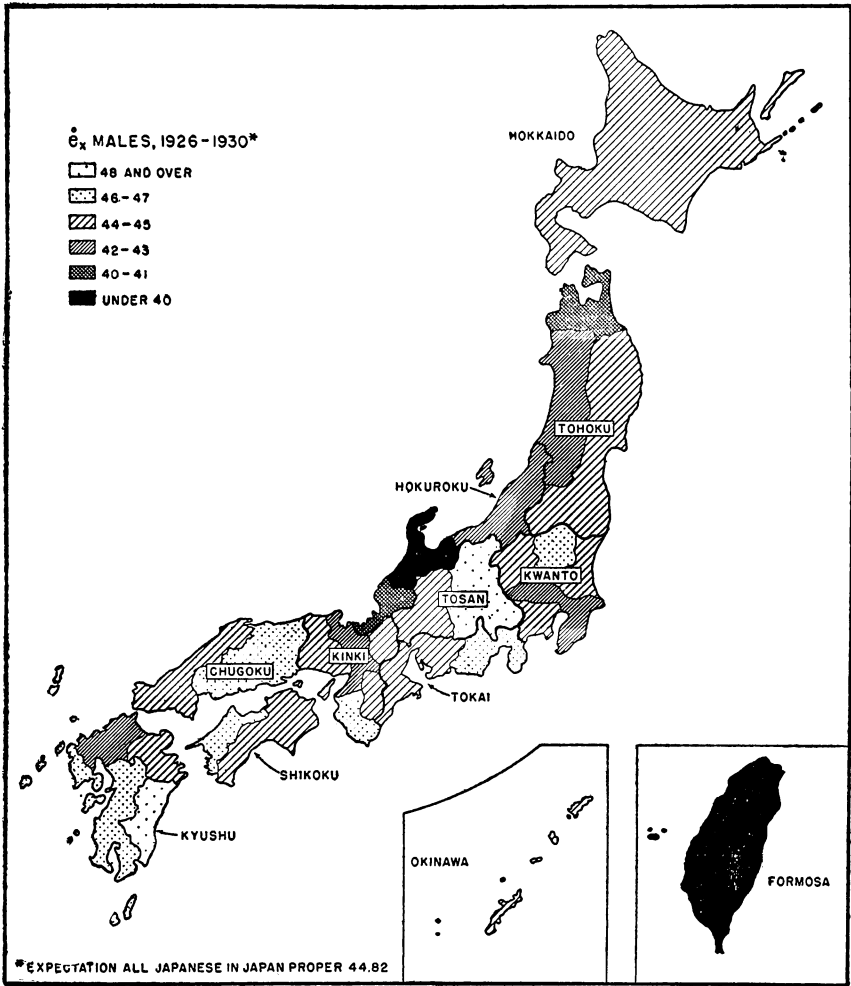 e̊ₓ MALES, 1926-1930*
48 AND OVER
46-47
44-45
42-43
40-41
UNDER 40
HOKKAIDO
TOHOKU
HOKUROKU
KWANTO
TOSAN
KINKI
CHUGOKU
TOKAI
SHIKOKU
KYUSHU
OKINAWA
FORMOSA
*EXPECTATION ALL JAPANESE IN JAPAN PROPER 44.82